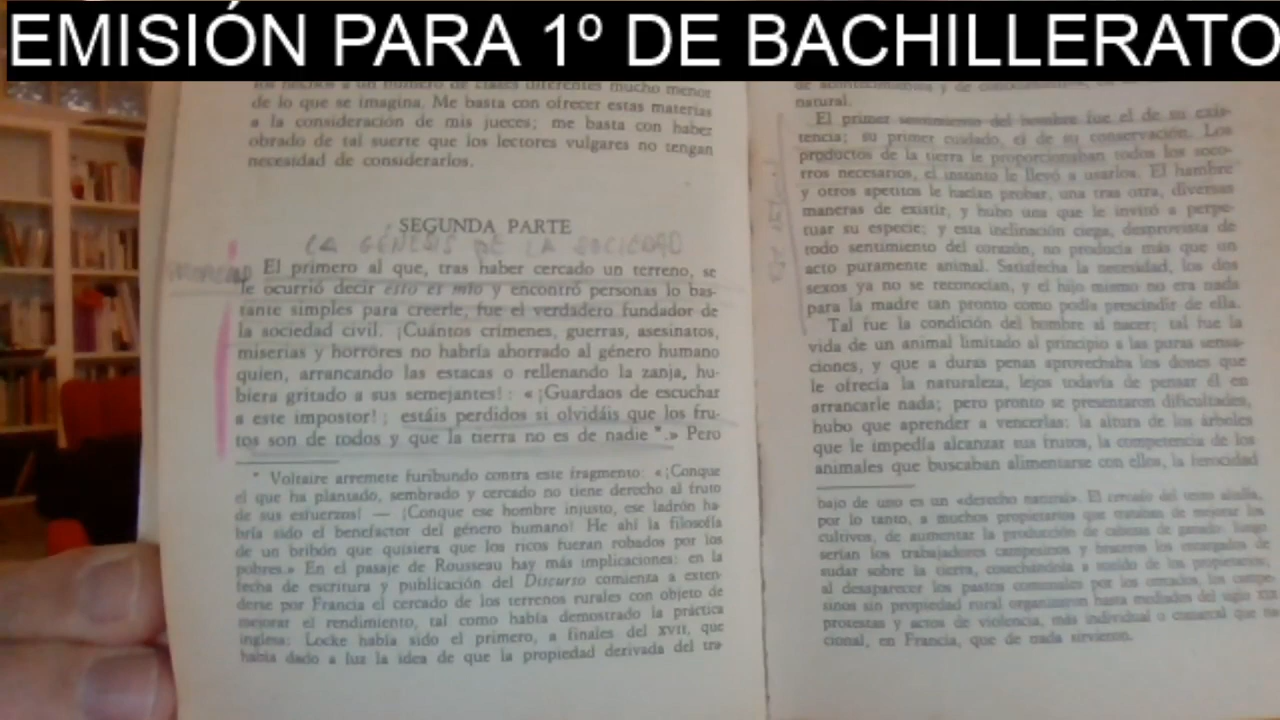 EMISIÓN PARA 1º DE BACHILLERATO
de lo que se imagina. Me basta con ofrecer estas materias
a la consideración de mis jueces; me basta con haber
obrado de tal suerte que los lectores vulgares no tengan
necesidad de considerarlos.
SEGUNDA PARTE
LA GÉNESIS DE LA SOCIEDAD
El primero al que, tras haber cercado un terreno, se
le ocurrió decir esto es mío y encontró personas lo bas-
tante simples para creerle, fue el verdadero fundador de
la sociedad civil. ¡Cuántos crímenes, guerras, asesinatos,
miserias y horrores no habría ahorrado al género humano
quien, arrancando las estacas o rellenando la zanja, hu-
biera gritado a sus semejantes!: «¡Guardaos de escuchar
a este impostor!; estáis perdidos si olvidáis que los fru-
tos son de todos y que la tierra no es de nadie *.» Pero
* Voltaire arremete furibundo contra este fragmento: «¡Conque
el que ha plantado, sembrado y cercado no tiene derecho al fruto
de sus esfuerzos! — ¡Conque ese hombre injusto, ese ladrón ha-
bría sido el benefactor del género humano! He ahí la filosofía
de un bribón que quisiera que los ricos fueran robados por los
pobres.» En el pasaje de Rousseau hay más implicaciones: en la
fecha de escritura y publicación del Discurso comienza a exten-
derse por Francia el cercado de los terrenos rurales con objeto de
mejorar el rendimiento, tal como había demostrado la práctica
inglesa: Locke había sido el primero, a finales del XVII, que
había dado a luz la idea de que la propiedad derivada del tra-
natural.
El primer sentimiento del hombre fue el de su exis-
tencia; su primer cuidado, el de su conservación. Los
productos de la tierra le proporcionaban todos los soco-
rros necesarios, el instinto le llevó a usarlos. El hambre
y otros apetitos le hacían probar, una tras otra, diversas
maneras de existir, y hubo una que le invitó a perpe-
tuar su especie; y esta inclinación ciega, desprovista de
todo sentimiento del corazón, no producía más que un
acto puramente animal. Satisfecha la necesidad, los dos
sexos ya no se reconocían, y el hijo mismo no era nada
para la madre tan pronto como podía prescindir de ella.
Tal fue la condición del hombre al nacer; tal fue la
vida de un animal limitado al principio a las puras sensa-
ciones, y que a duras penas aprovechaba los dones que
le ofrecía la naturaleza, lejos todavía de pensar él en
arrancarle nada; pero pronto se presentaron dificultades,
hubo que aprender a vencerlas: la altura de los árboles
que le impedía alcanzar sus frutos, la competencia de los
animales que buscaban alimentarse con ellos, la ferocidad
bajo de uno es un «derecho natural». El cercado del tema
por lo tanto, a muchos propietarios que trataban de mejorar los
cultivos, de aumentar la producción de cabezas de ganado: luego
serían los trabajadores campesinos y braceros los encargados de
sudar sobre la tierra, cosechándola a sueldo de los propietarios,
al desaparecer los pastos comunales por los cercados, los campe-
sinos sin propiedad rural organizaron hasta mediados del siglo XIX
protestas y actos de violencia, más individual o comarcal que na-
cional, en Francia, que de nada sirvieron.